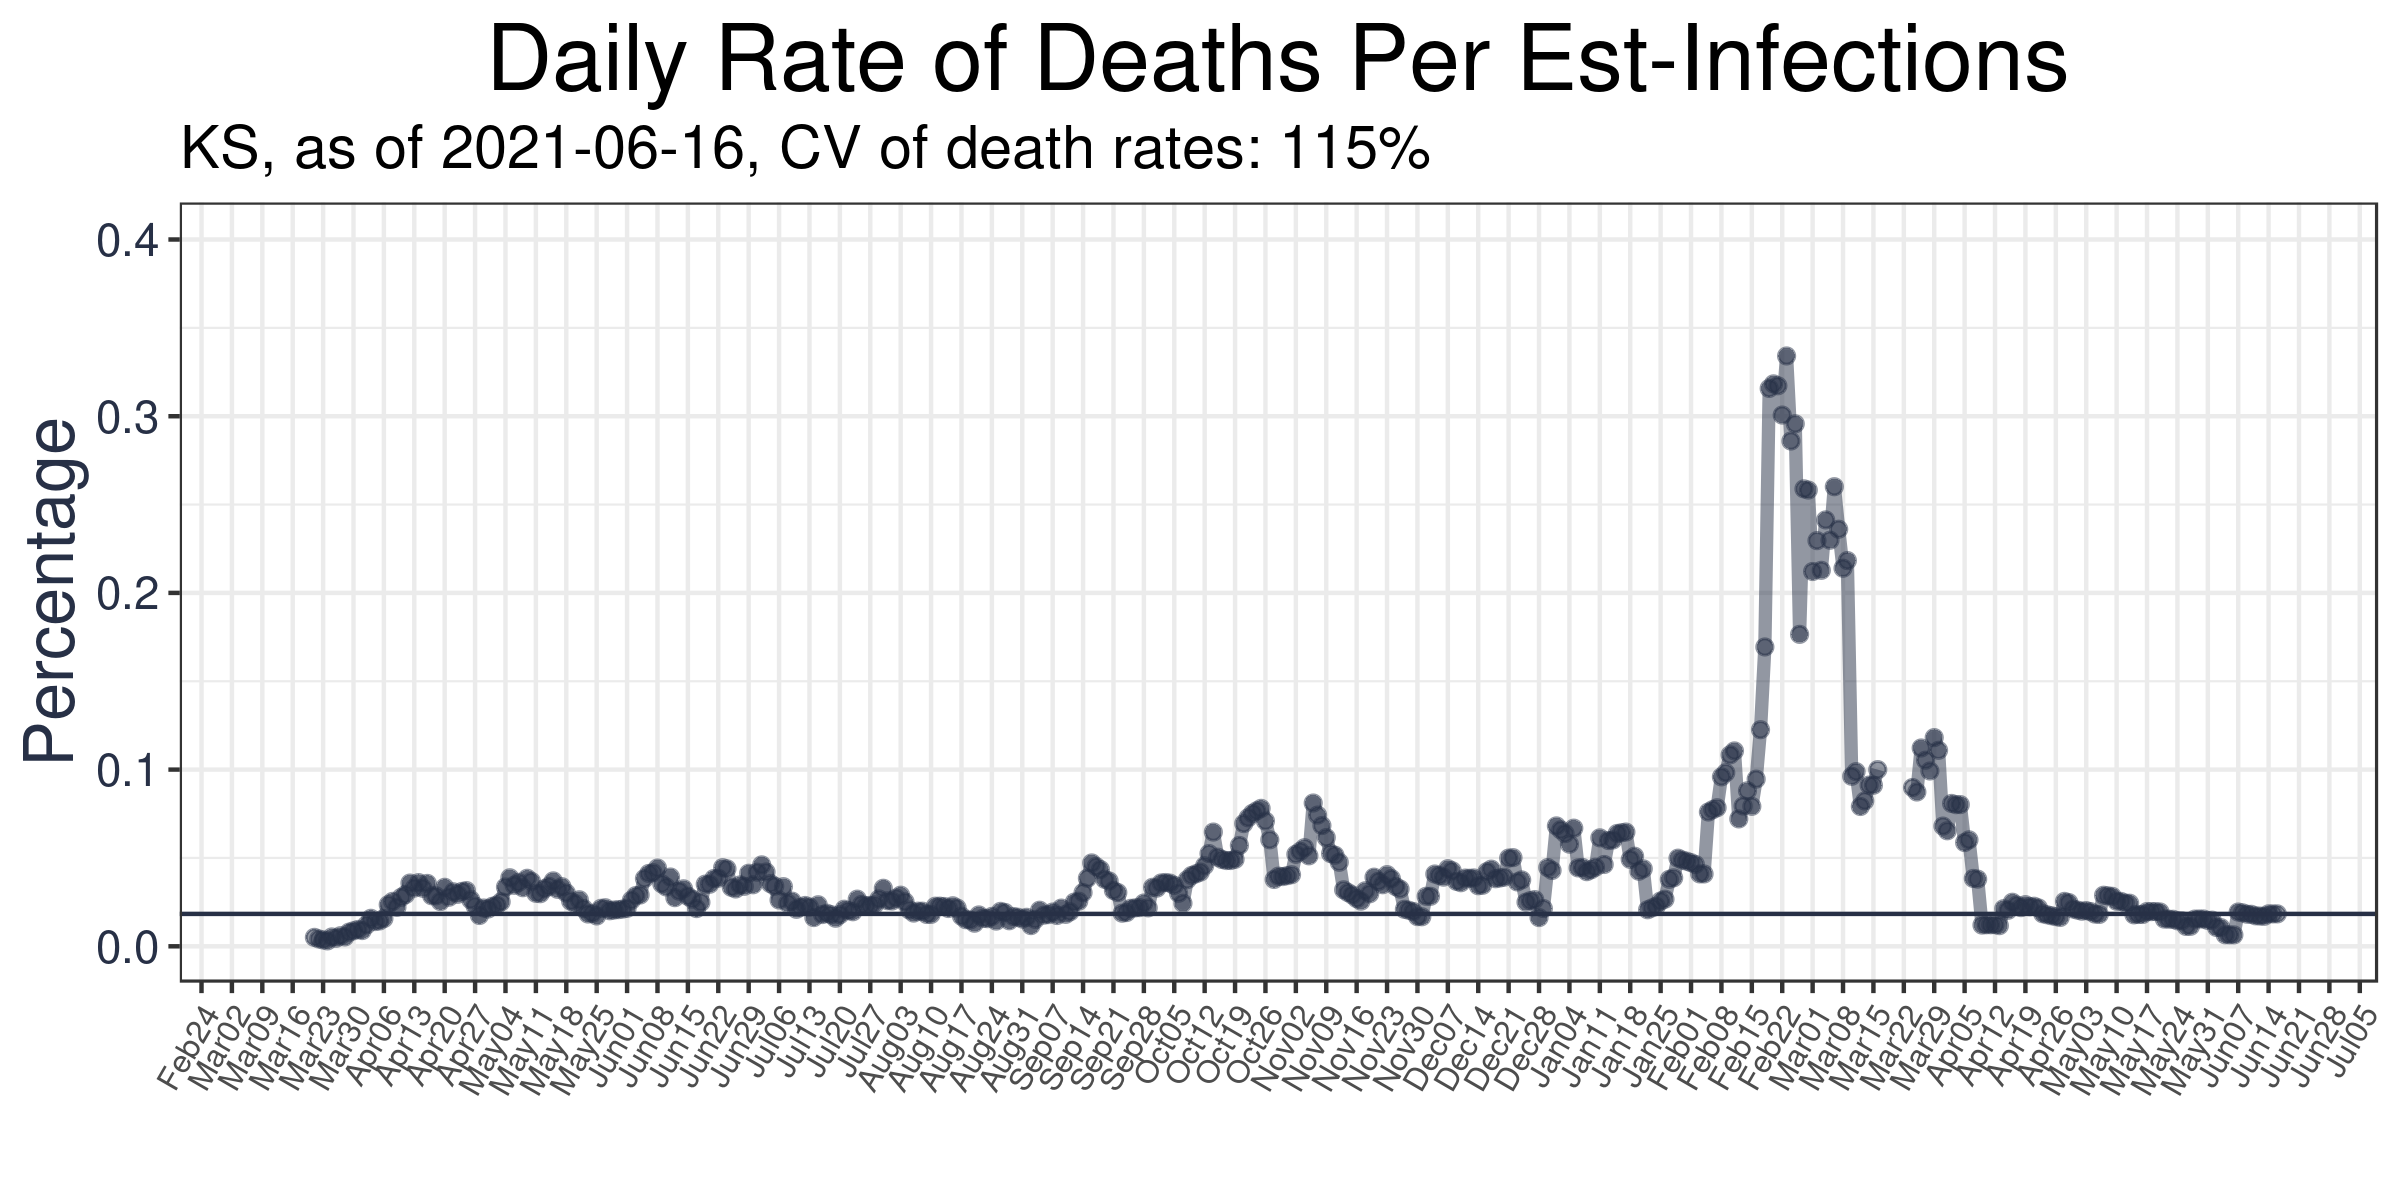 Daily Rate of Deaths Per Est-Infections
KS, as of 2021-06-16, CV of death rates: 115%
Percentage
0.4
0.3
0.2
0.1
0.0
Feb24
Mar02
Mar09
Mar16
Mar23
Mar30
Apr06
Apr13
Apr20
Apr27
May04
May11
May18
May25
Jun01
Jun08
Jun15
Jun22
Jun29
Jul06
Jul13
Jul20
Jul27
Aug03
Aug10
Aug17
Aug24
Aug31
Sep07
Sep14
Sep21
Sep28
Oct05
Oct12
Oct19
Oct26
Nov02
Nov09
Nov16
Nov23
Nov30
Dec07
Dec14
Dec21
Dec28
Jan04
Jan11
Jan18
Jan25
Feb01
Feb08
Feb15
Feb22
Mar01
Mar08
Mar15
Mar22
Mar29
Apr05
Apr12
Apr19
Apr26
May03
May10
May17
May24
May31
Jun07
Jun14
Jun21
Jun28
Jul05